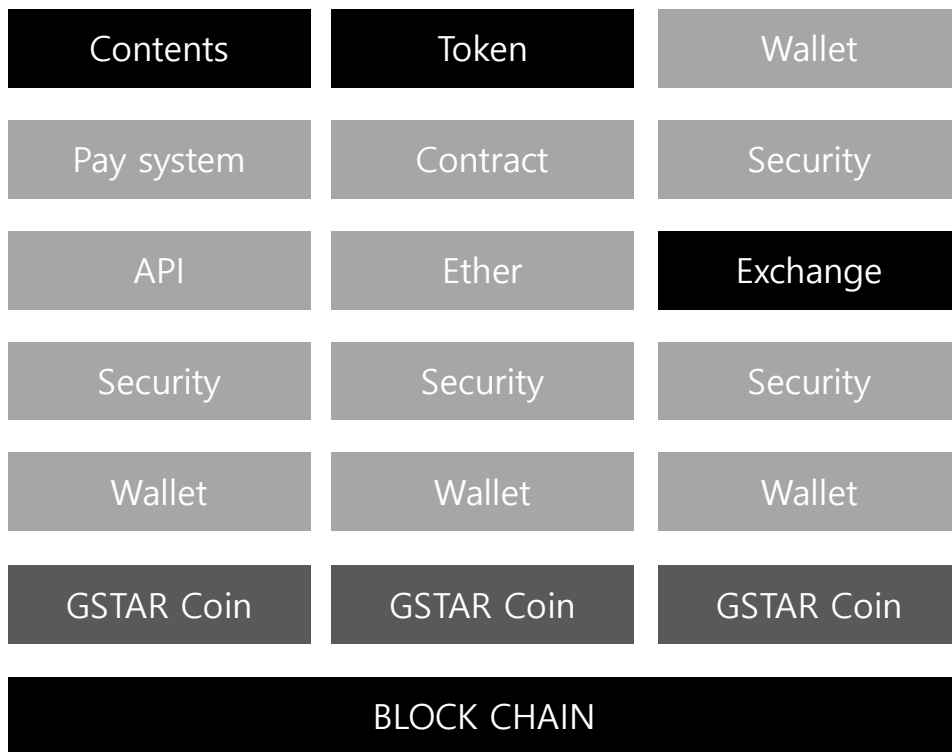 Contents Token Wallet
Pay system Contract Security
API Ether Exchange
Security Security Security
Wallet Wallet Wallet
GSTAR Coin GSTAR Coin GSTAR Coin
BLOCK CHAIN